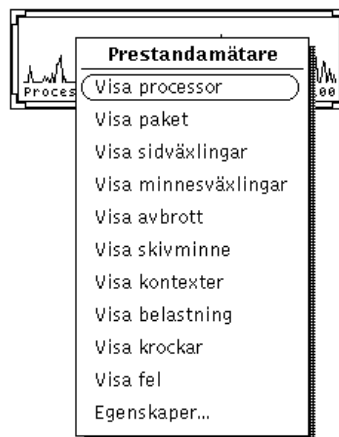 Prestandamätare
Visa processor
Visa paket
Visa sidväxlingar
Visa minnesväxlingar
Visa avbrott
Visa skivminne
Visa kontexter
Visa belastning
Visa krockar
Visa fel
Egenskaper...